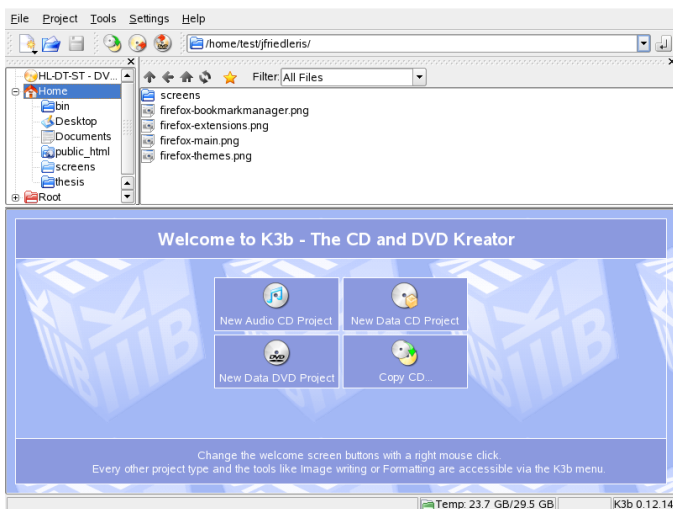 File Project Tools Settings Help
/home/test/jfriedleris/
HL-DT-ST - DV...
Home
bin
Desktop
Documents
public_html
screens
thesis
Root
Filter: All Files
screens
firefox-bookmarkmanager.png
firefox-extensions.png
firefox-main.png
firefox-themes.png
Welcome to K3b - The CD and DVD Kreator
New Audio CD Project New Data CD Project
New Data DVD Project Copy CD...
Change the welcome screen buttons with a right mouse click.
Every other project type and the tools like Image writing or Formatting are accessible via the K3b menu.
Temp: 23.7 GB/29.5 GB K3b 0.12.14